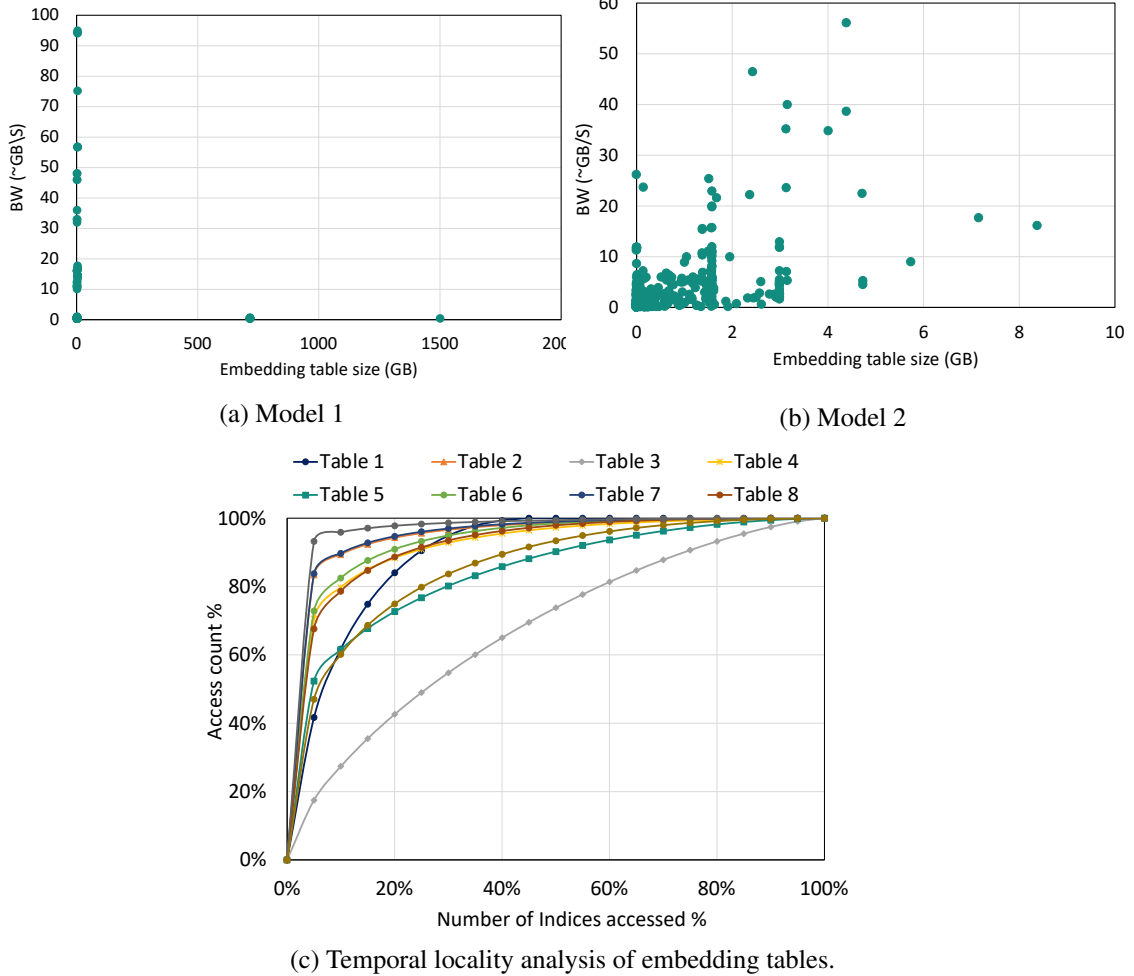 100
90
80
70
60
50
40
30
20
10
0
BW (~GB\S)
0 500 1000 1500 200
Embedding table size (GB)
(a) Model 1
60
50
40
30
20
10
0
BW (~GB/S)
0 2 4 6 8 10
Embedding table size (GB)
(b) Model 2
Table 1 Table 2 Table 3 Table 4
Table 5 Table 6 Table 7 Table 8
100%
80%
60%
40%
20%
0%
Access count %
0% 20% 40% 60% 80% 100%
Number of Indices accessed %
(c) Temporal locality analysis of embedding tables.